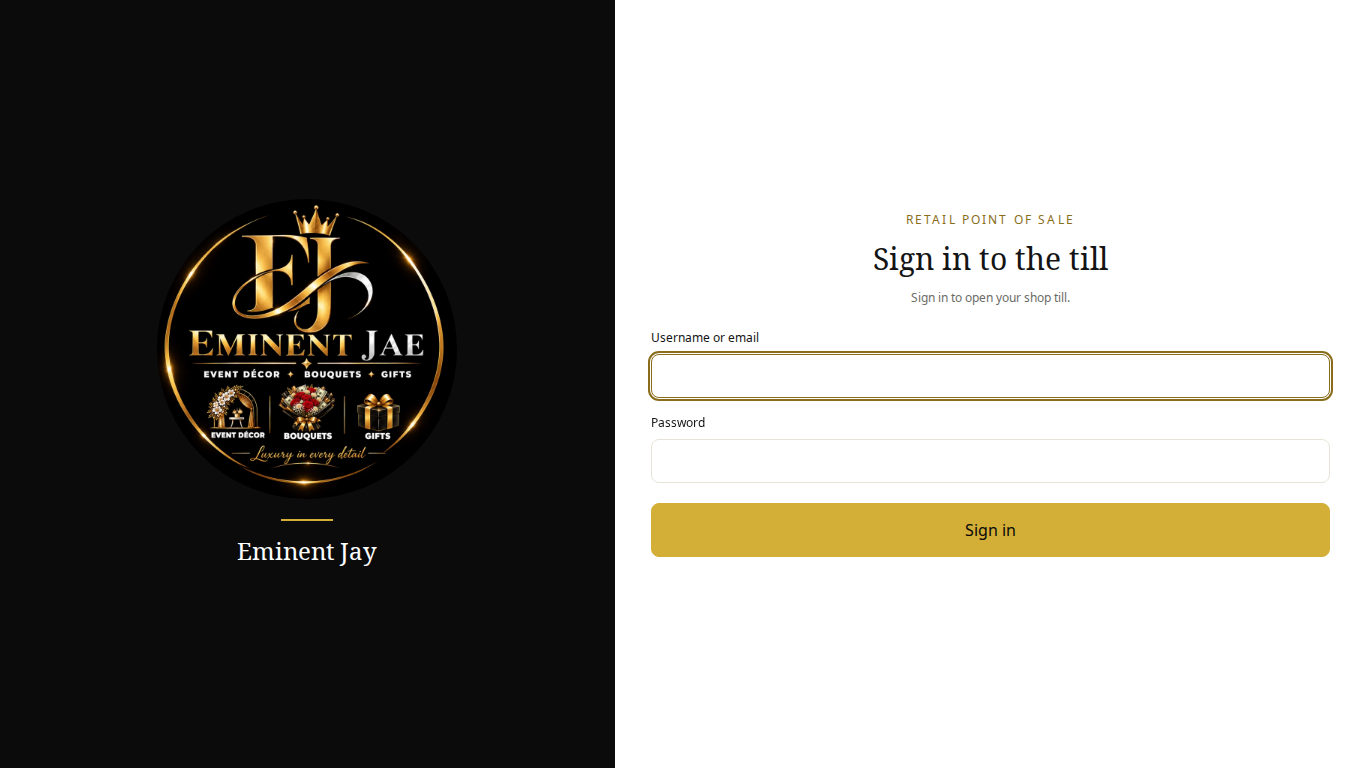 EJ
EMINENT JAE
EVENT DÉCOR ✦ BOUQUETS ✦ GIFTS
EVENT DÉCOR
BOUQUETS
GIFTS
Luxury in every detail
Eminent Jay
RETAIL POINT OF SALE
Sign in to the till
Sign in to open your shop till.
Username or email
Password
Sign in